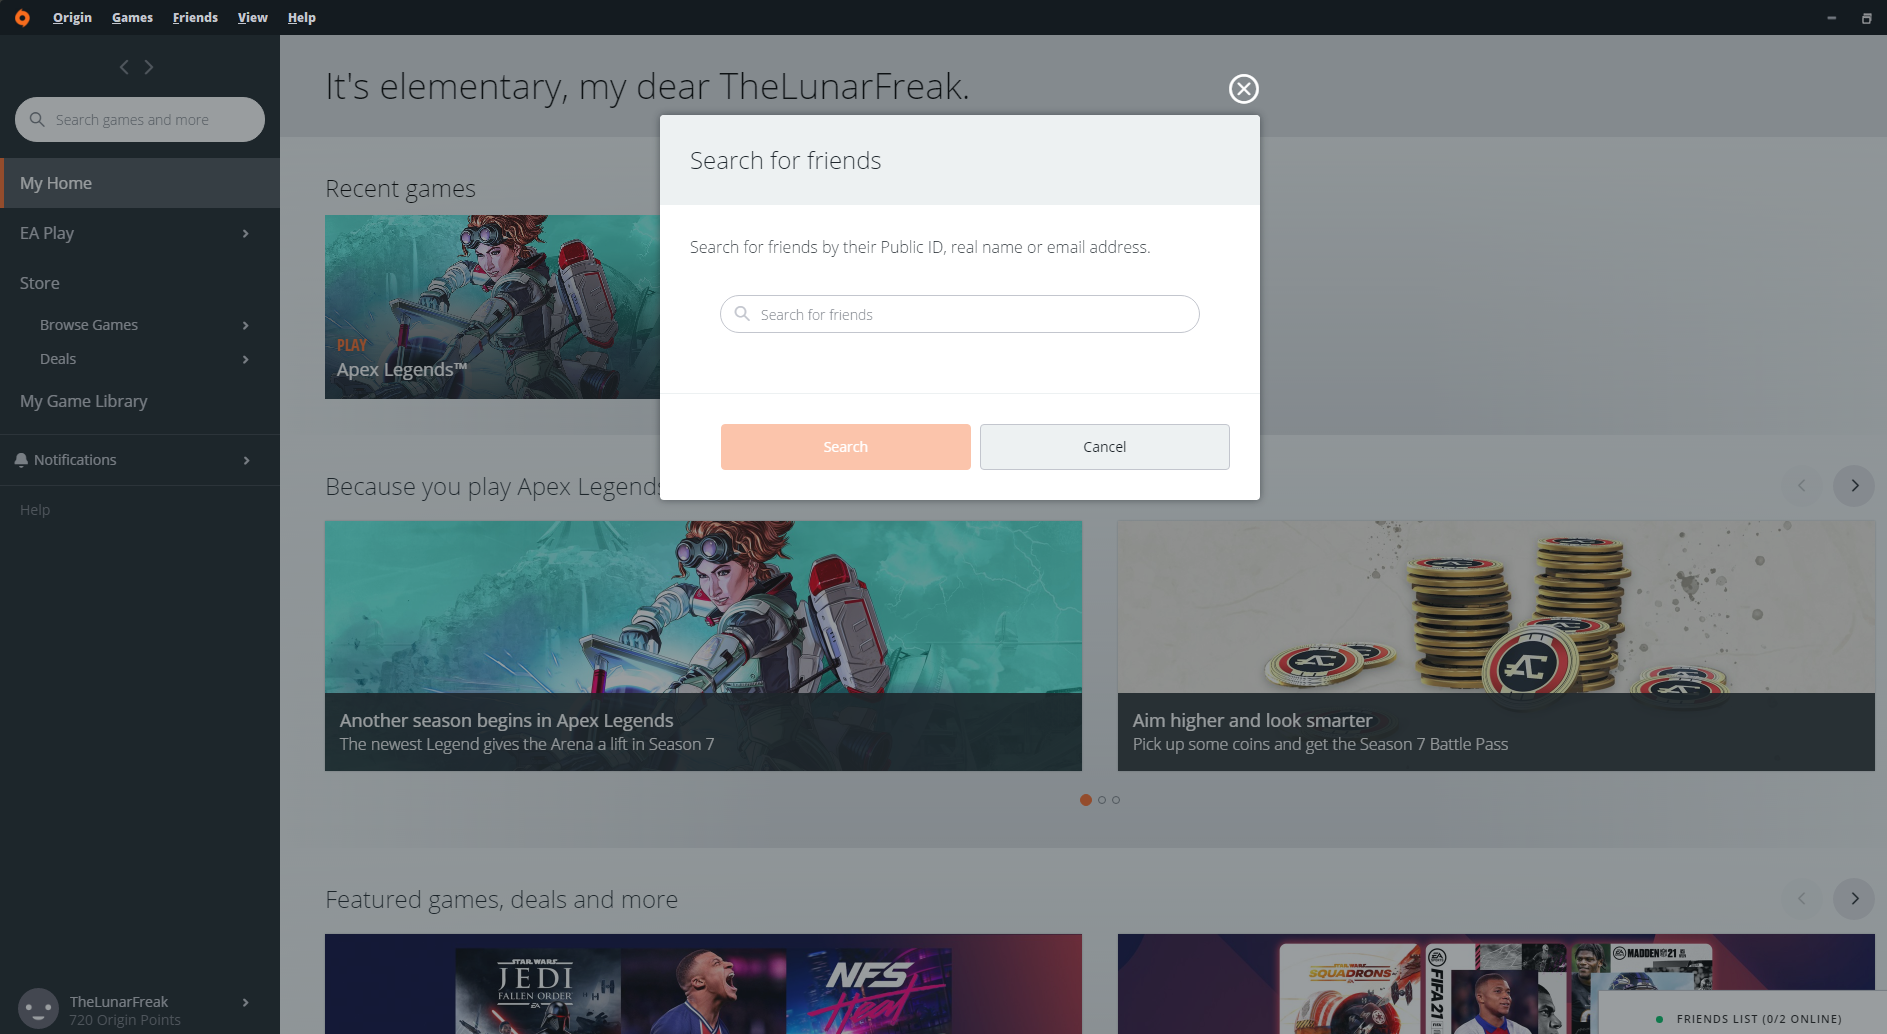 Origin Games Friends View Help
Search games and more
My Home
EA Play
Store
Browse Games
Deals
My Game Library
Notifications
Help
TheLunarFreak
720 Origin Points
It's elementary, my dear TheLunarFreak.
Recent games
PLAY
Apex Legends™
Search for friends
Search for friends by their Public ID, real name or email address.
Search for friends
Search Cancel
Because you play Apex Legends
Another season begins in Apex Legends
The newest Legend gives the Arena a lift in Season 7
Aim higher and look smarter
Pick up some coins and get the Season 7 Battle Pass
Featured games, deals and more
STAR WARS
JEDI
FALLEN ORDER
EA
NFS
Heat
STAR WARS
SQUADRONS
EA
FIFA 21
EA MADDEN NFL 21
FRIENDS LIST (0/2 ONLINE)